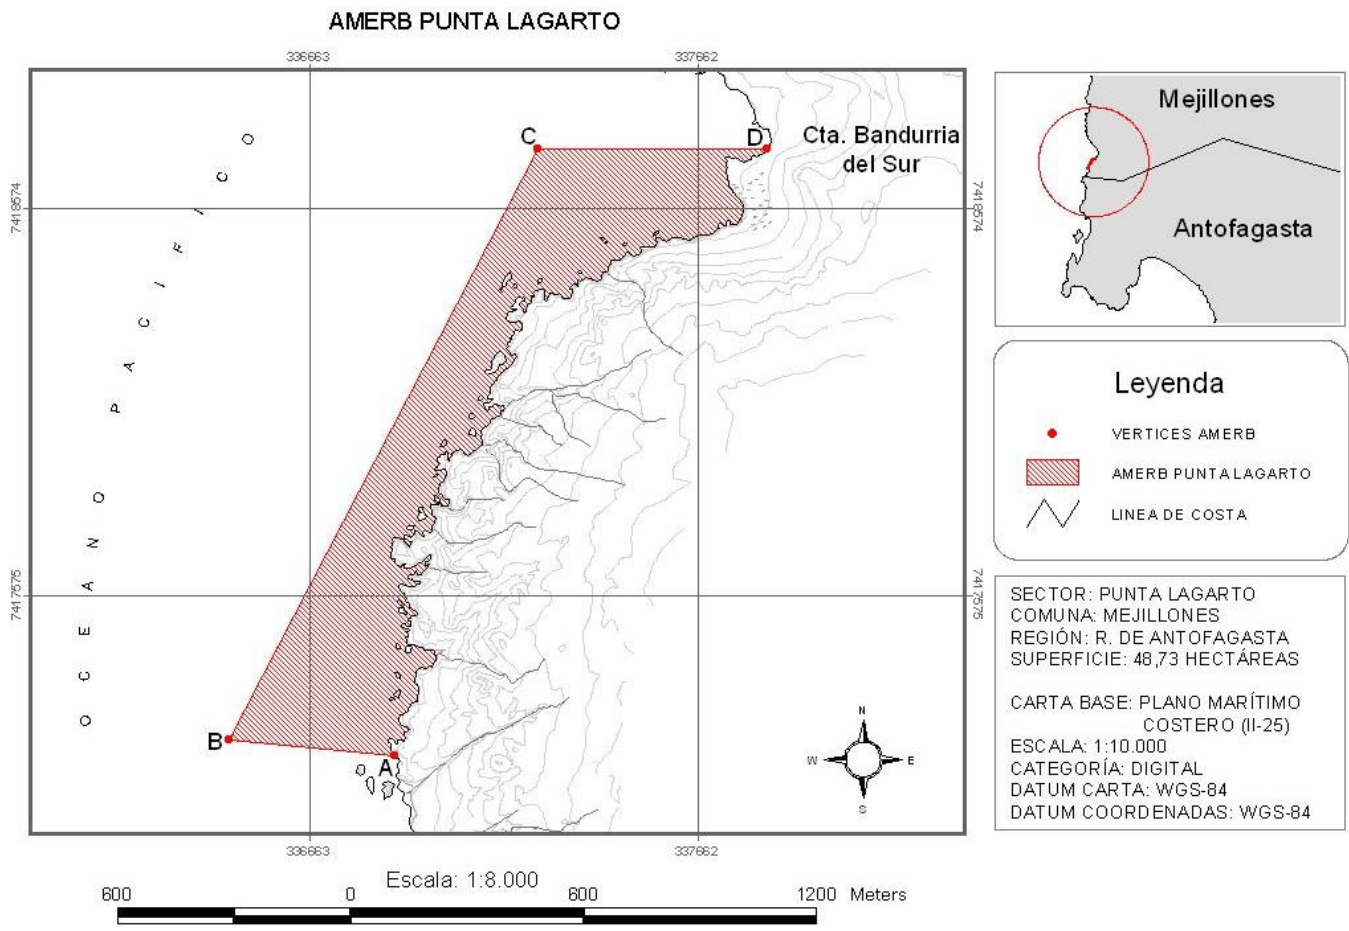 AMERB PUNTA LAGARTO
336663
337662
7418574
7418574
7417575
7417575
336663
337662
C
D
B
A
Cta. Bandurria
del Sur
OCEANO PACIFICO
N
W
E
S
Escala: 1:8.000
600
0
600
1200 Meters
Mejillones
Antofagasta
Leyenda
VERTICES AMERB
AMERB PUNTA LAGARTO
LINEA DE COSTA
SECTOR: PUNTA LAGARTO
COMUNA: MEJILLONES
REGIÓN: R. DE ANTOFAGASTA
SUPERFICIE: 48,73 HECTÁREAS
CARTA BASE: PLANO MARÍTIMO
COSTERO (II-25)
ESCALA: 1:10.000
CATEGORÍA: DIGITAL
DATUM CARTA: WGS-84
DATUM COORDENADAS: WGS-84